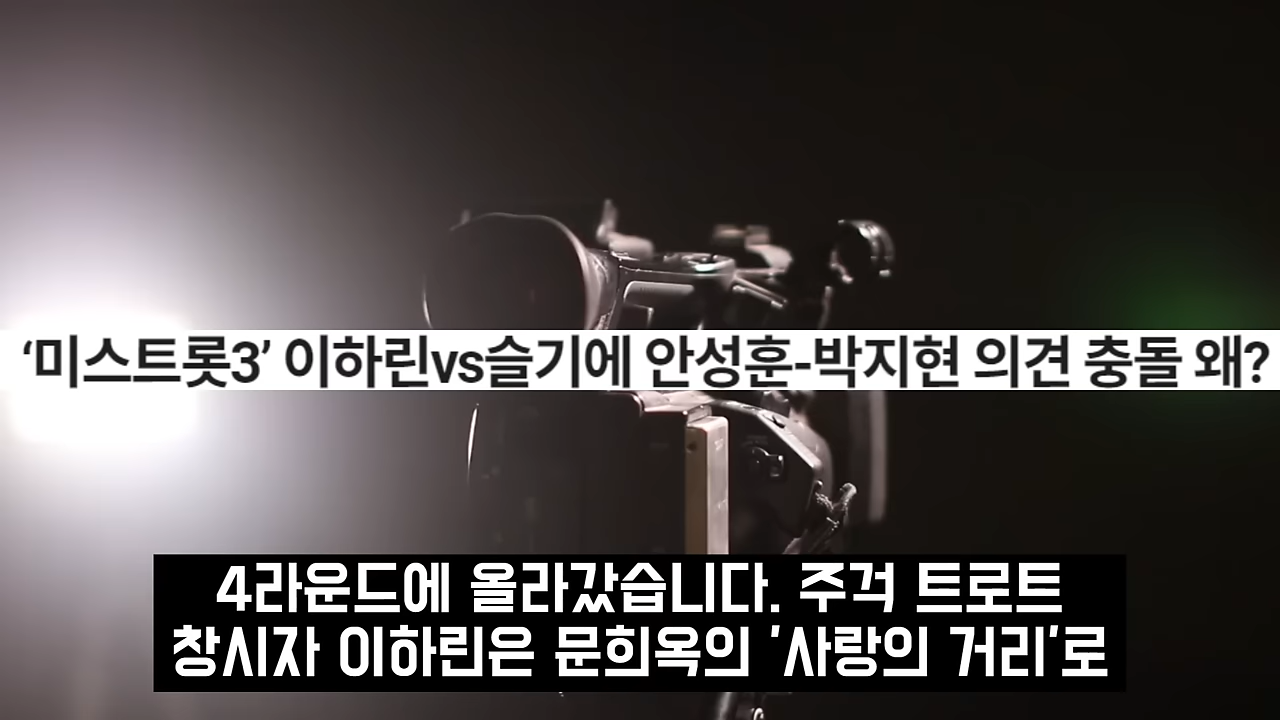 ‘미스트롯3’ 이하린vs슬기에 안성훈-박지현 의견 충돌 왜?
4라운드에 올라갔습니다. 주걱 트로트
창시자 이하린은 문희옥의 '사랑의 거리'로